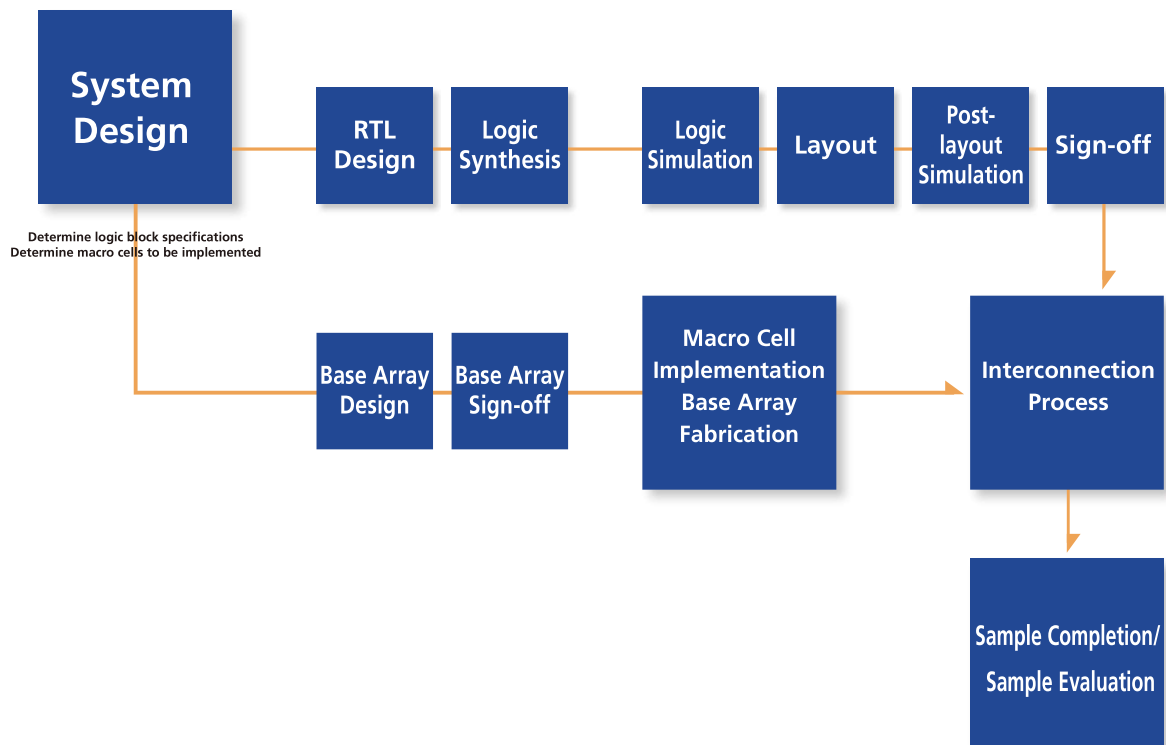 System
Design
RTL
Design
Logic
Synthesis
Logic
Simulation
Layout
Post-
layout
Simulation
Sign-off
Determine logic block specifications
Determine macro cells to be implemented
Base Array
Design
Base Array
Sign-off
Macro Cell
Implementation
Base Array
Fabrication
Interconnection
Process
Sample Completion/
Sample Evaluation